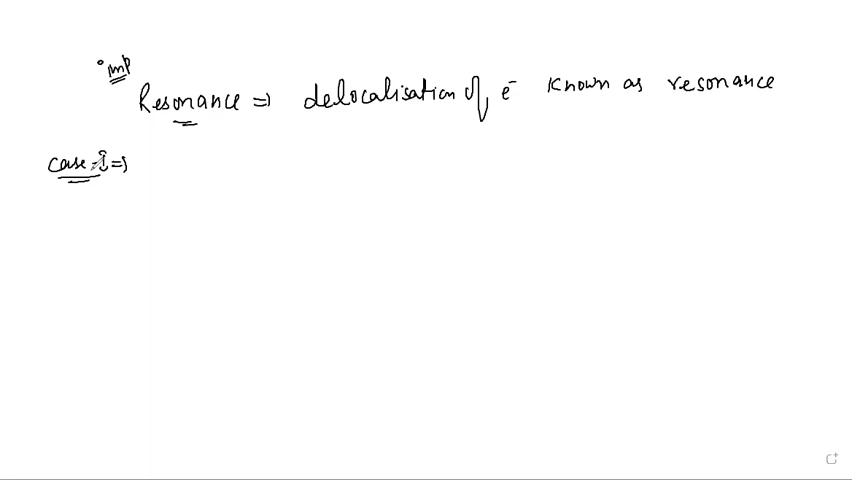 imp
Resonance => delocalisation of e⁻ known as resonance
case-I =>